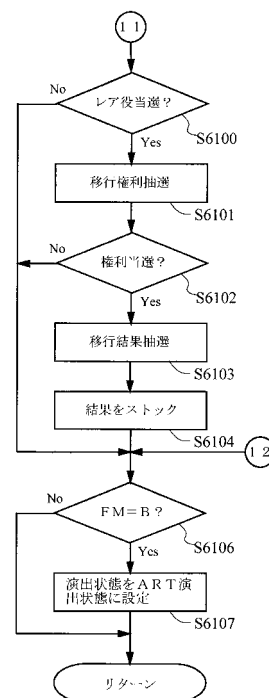 11
No
レア役当選？
S6100
Yes
移行権利抽選
S6101
No
権利当選？
S6102
Yes
移行結果抽選
S6103
結果をストック
S6104
12
No
FM＝B？
S6106
Yes
演出状態をART演
出状態に設定
S6107
リターン